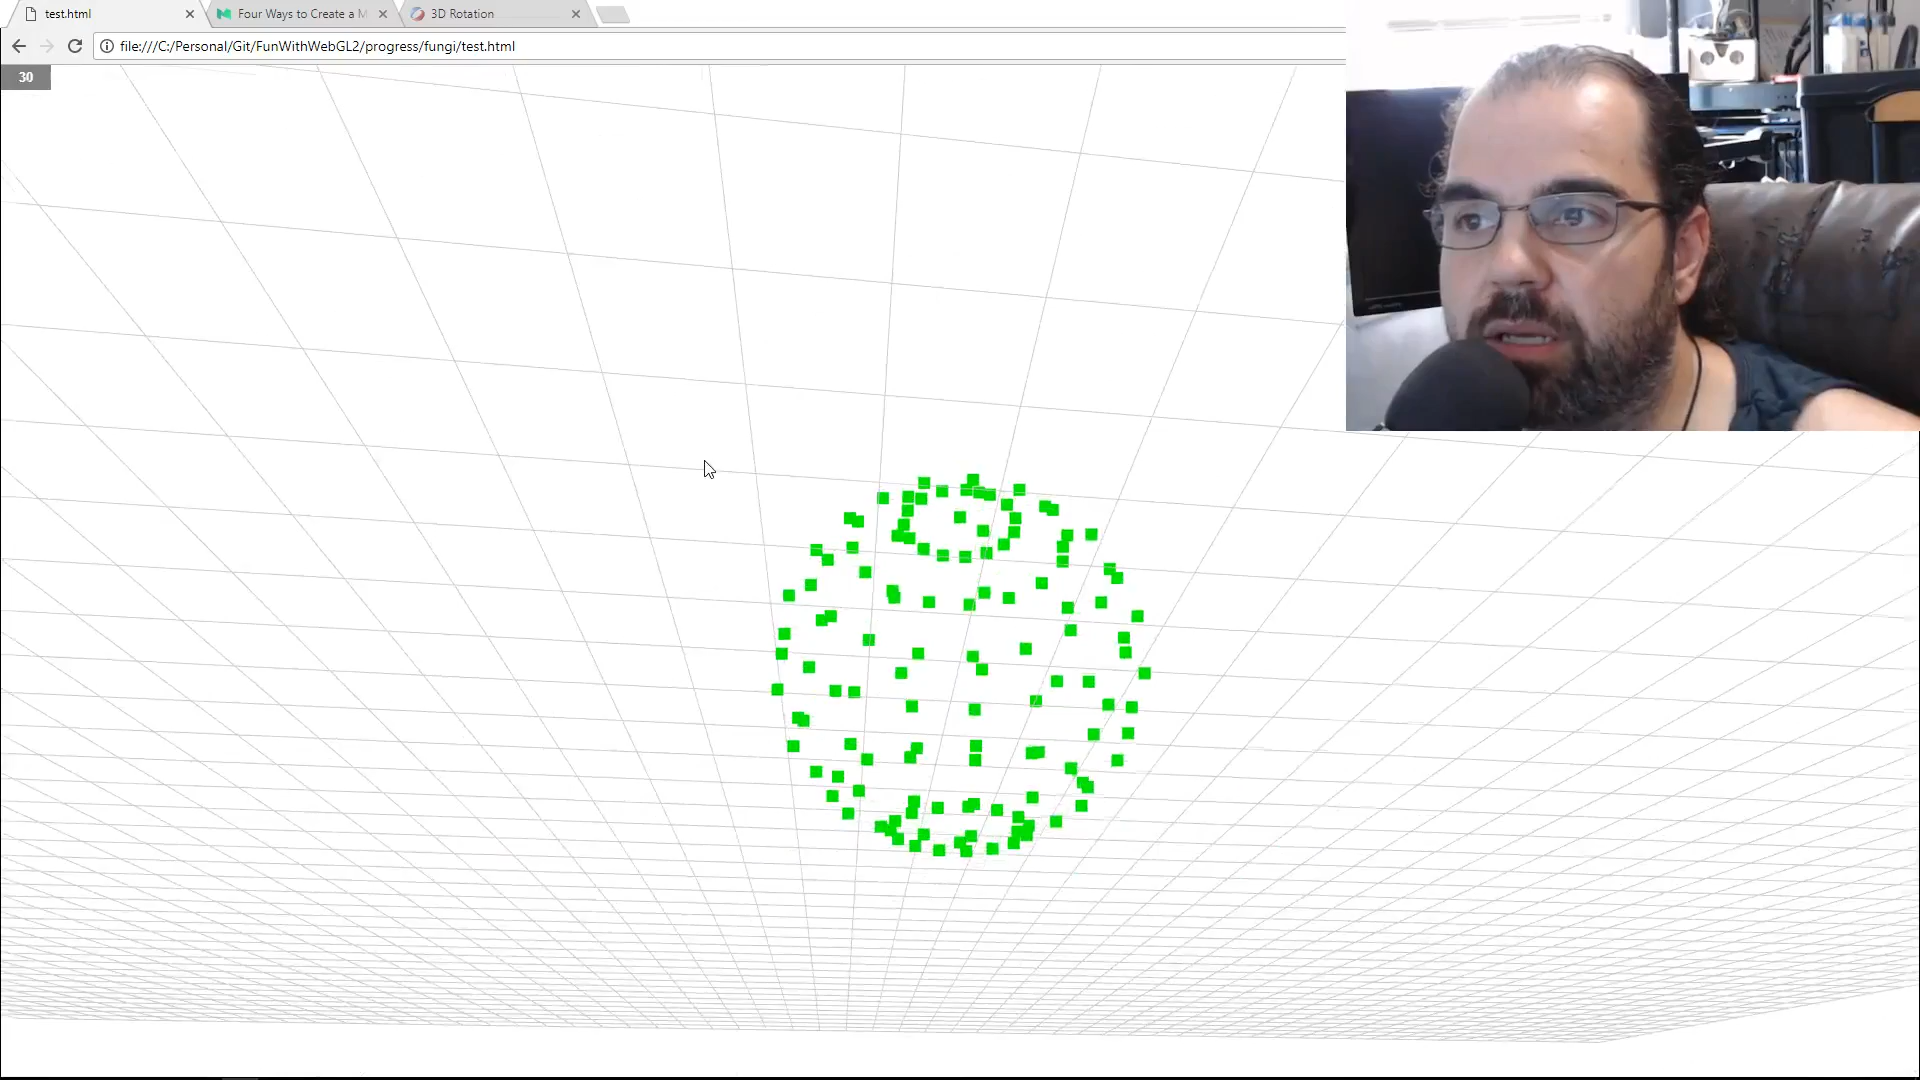 test.html
Four Ways to Create a M
3D Rotation
file:///C:/Personal/Git/FunWithWebGL2/progress/fungi/test.html
30